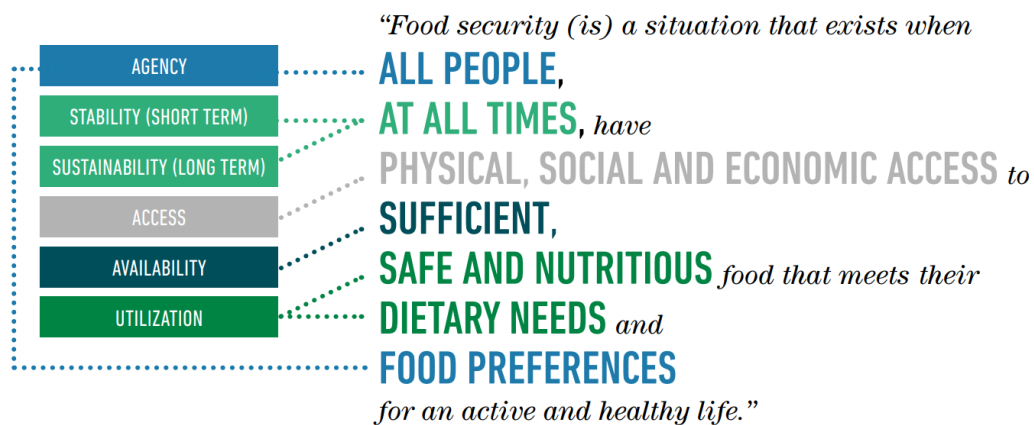 AGENCY
STABILITY (SHORT TERM)
SUSTAINABILITY (LONG TERM)
ACCESS
AVAILABILITY
UTILIZATION
“Food security (is) a situation that exists when
ALL PEOPLE,
AT ALL TIMES, have
PHYSICAL, SOCIAL AND ECONOMIC ACCESS to
SUFFICIENT,
SAFE AND NUTRITIOUS food that meets their
DIETARY NEEDS and
FOOD PREFERENCES
for an active and healthy life.”